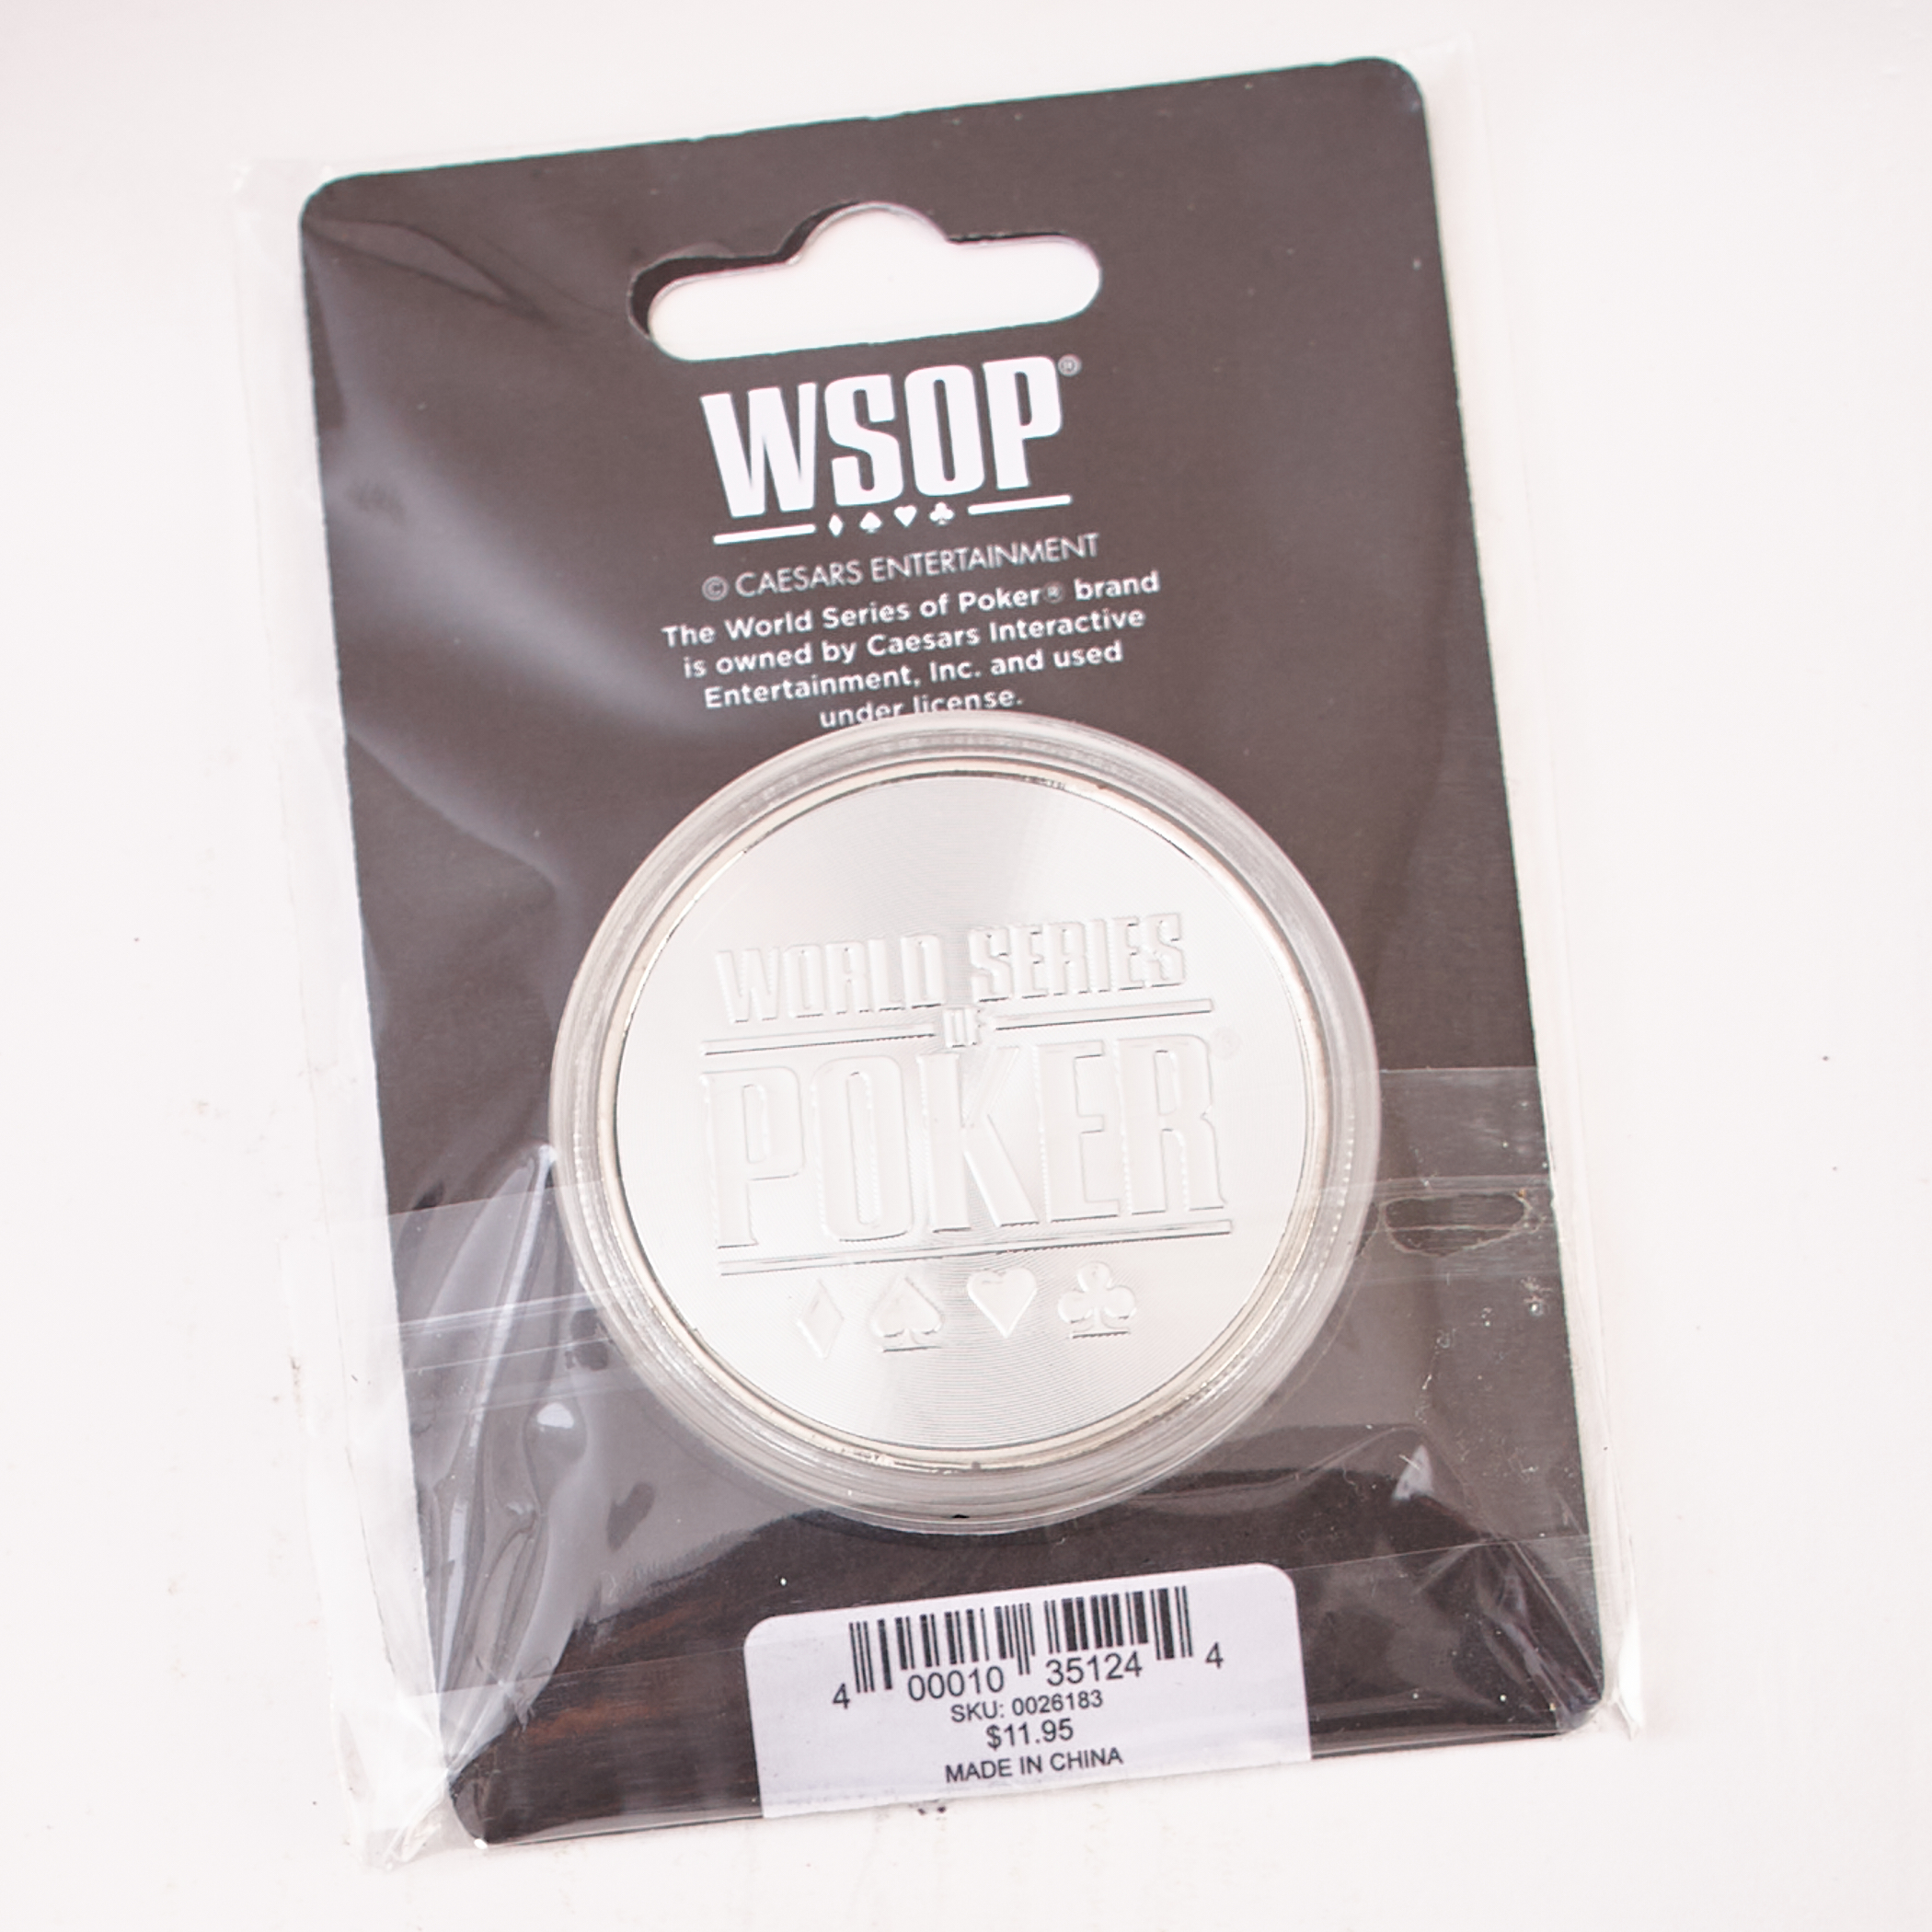 WSOP®
© CAESARS ENTERTAINMENT
The World Series of Poker® brand
is owned by Caesars Interactive
Entertainment, Inc. and used
under license.
WORLD SERIES
OF
POKER®
4 00010 35124 4
SKU: 0026183
$11.95
MADE IN CHINA